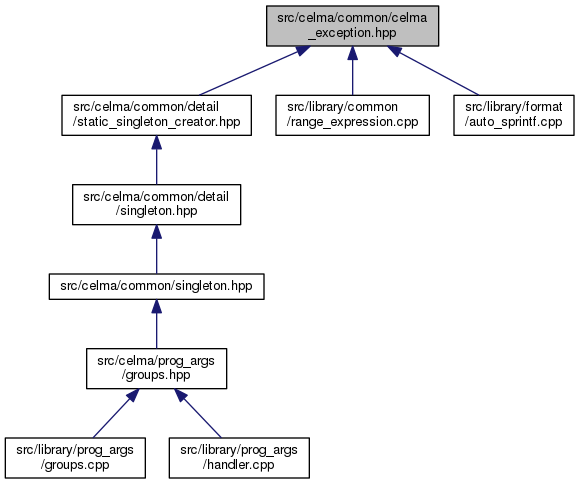 src/celma/common/celma
_exception.hpp
src/celma/common/detail
/static_singleton_creator.hpp
src/library/common
/range_expression.cpp
src/library/format
/auto_sprintf.cpp
src/celma/common/detail
/singleton.hpp
src/celma/common/singleton.hpp
src/celma/prog_args
/groups.hpp
src/library/prog_args
/groups.cpp
src/library/prog_args
/handler.cpp